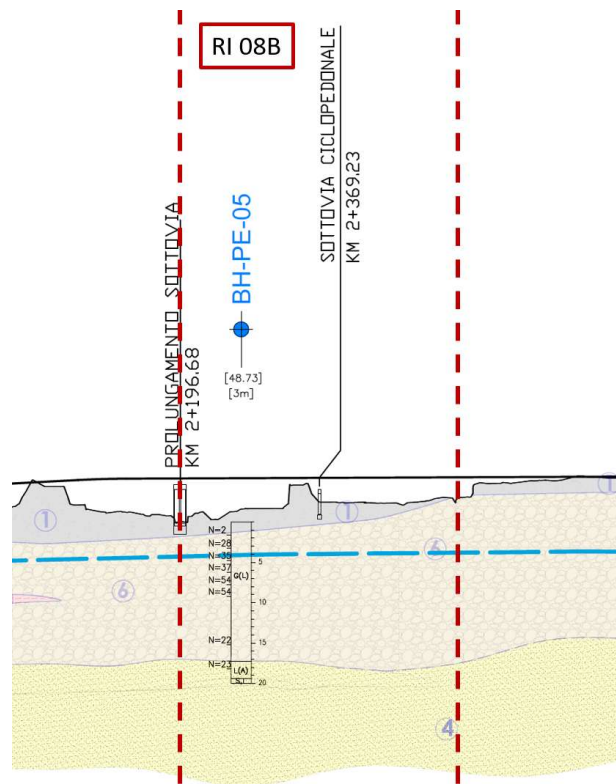 RI 08B
PROLUNGAMENTO SOTTOVIA
KM 2+196.68
BH-PE-05
[48.73]
[3m]
SOTTOVIA CICLOPEDONALE
KM 2+369.23
1
1
1
N=2
N=28
N=35
N=37
N=54
N=54
N=22
N=23
G(L)
L(A)
5
10
15
20
6
6
4